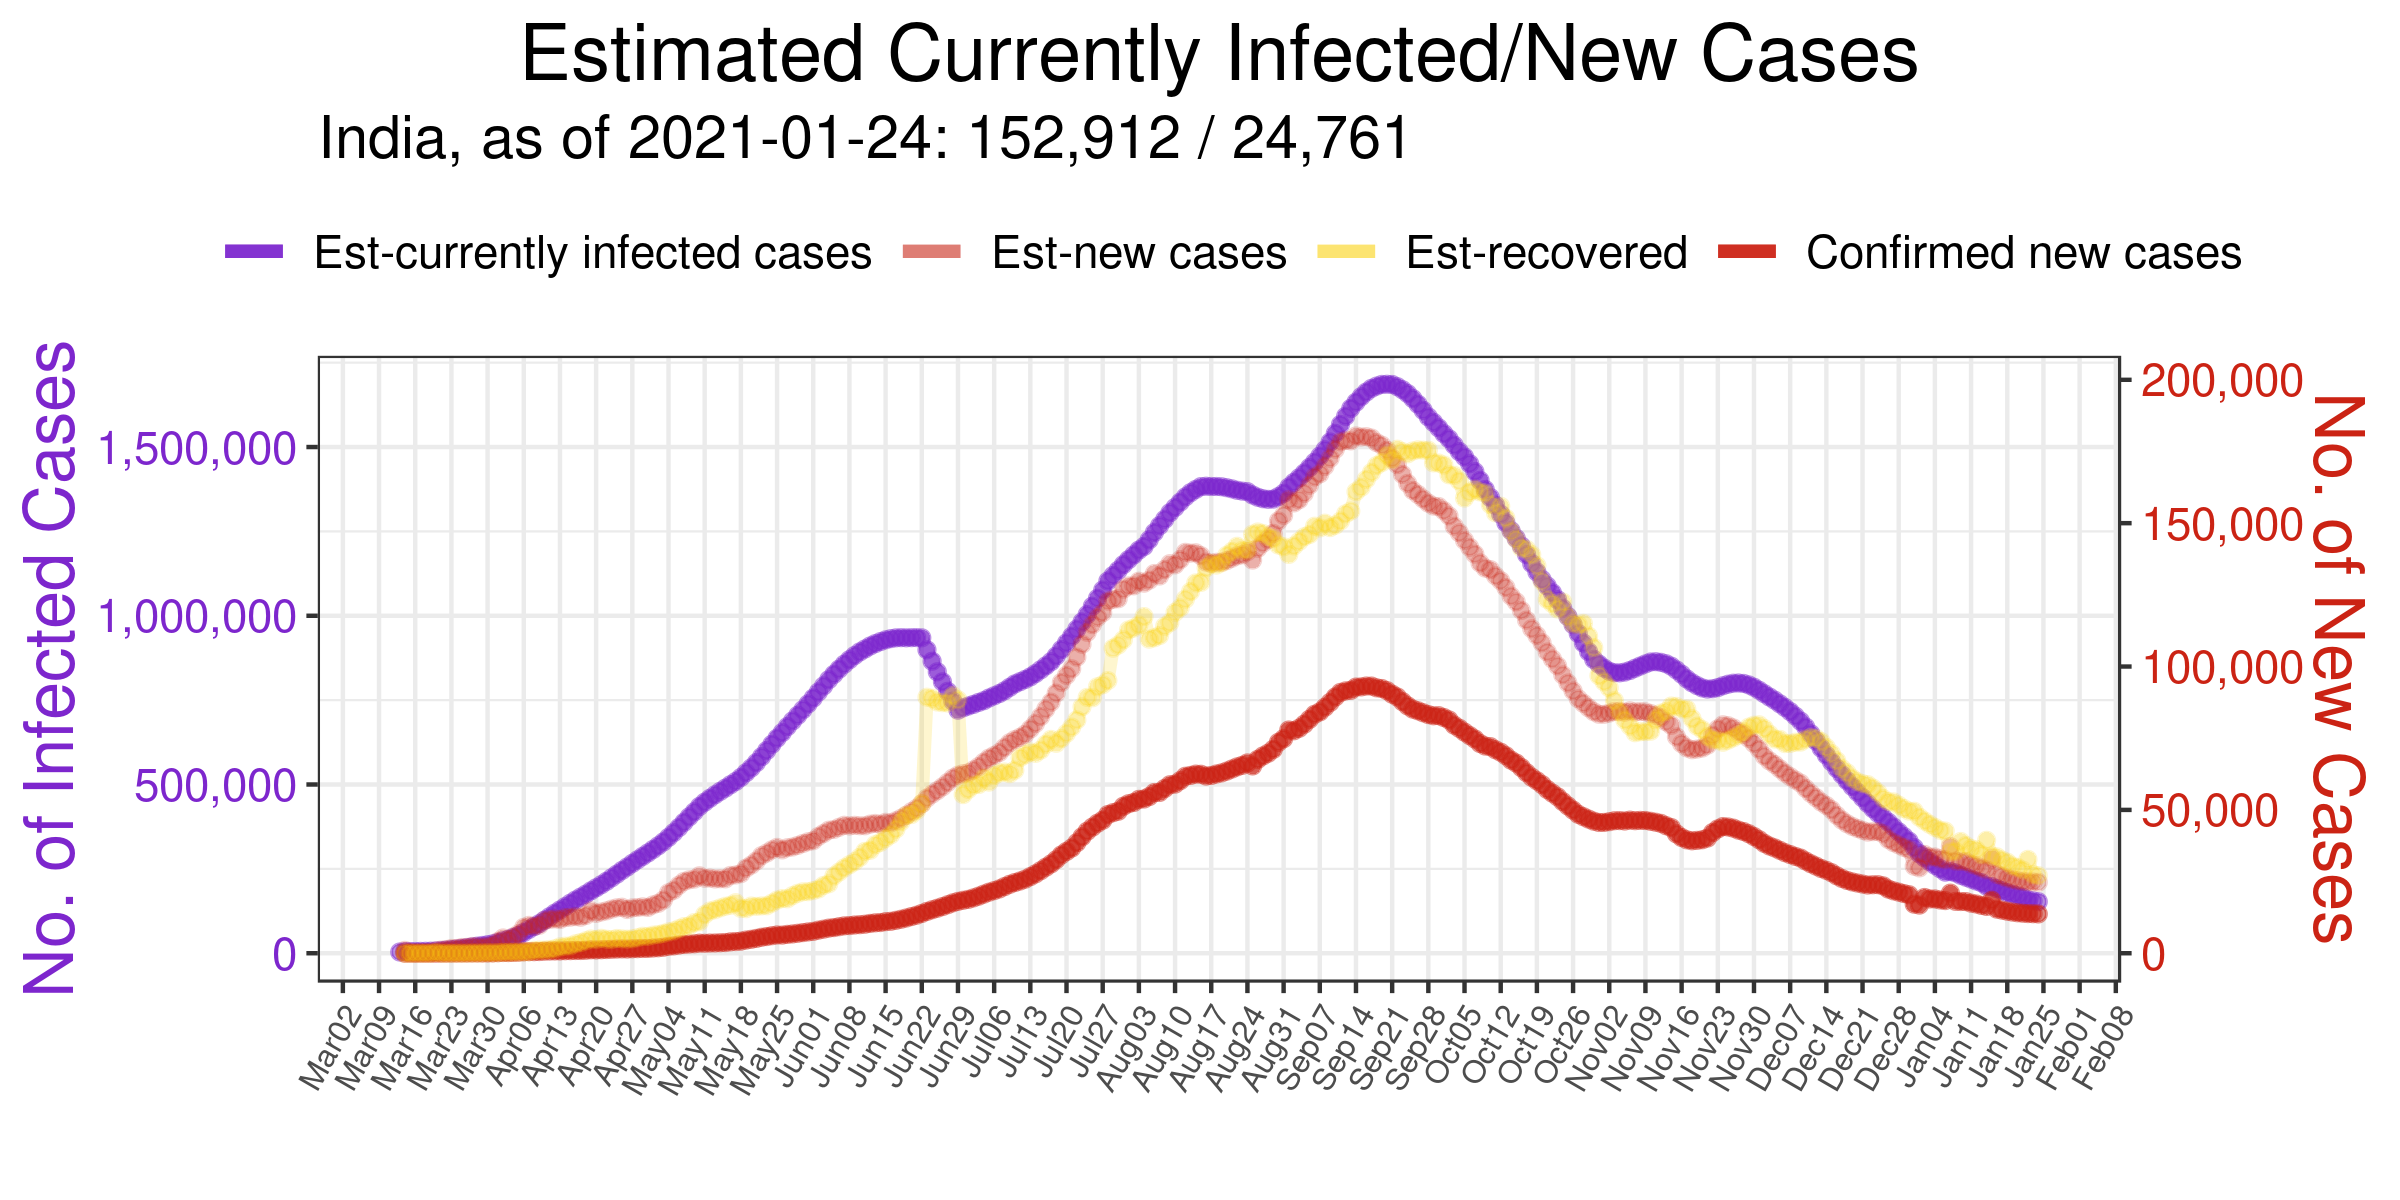 Estimated Currently Infected/New Cases
India, as of 2021-01-24: 152,912 / 24,761
Est-currently infected cases Est-new cases Est-recovered Confirmed new cases
No. of Infected Cases
1,500,000
1,000,000
500,000
0
200,000
150,000
100,000
50,000
0
No. of New Cases
Mar02 Mar09 Mar16 Mar23 Mar30 Apr06 Apr13 Apr20 Apr27 May04 May11 May18 May25 Jun01 Jun08 Jun15 Jun22 Jun29 Jul06 Jul13 Jul20 Jul27 Aug03 Aug10 Aug17 Aug24 Aug31 Sep07 Sep14 Sep21 Sep28 Oct05 Oct12 Oct19 Oct26 Nov02 Nov09 Nov16 Nov23 Nov30 Nov07 Dec14 Dec21 Dec28 Dec04 Jan11 Jan18 Jan25 Feb01 Feb08